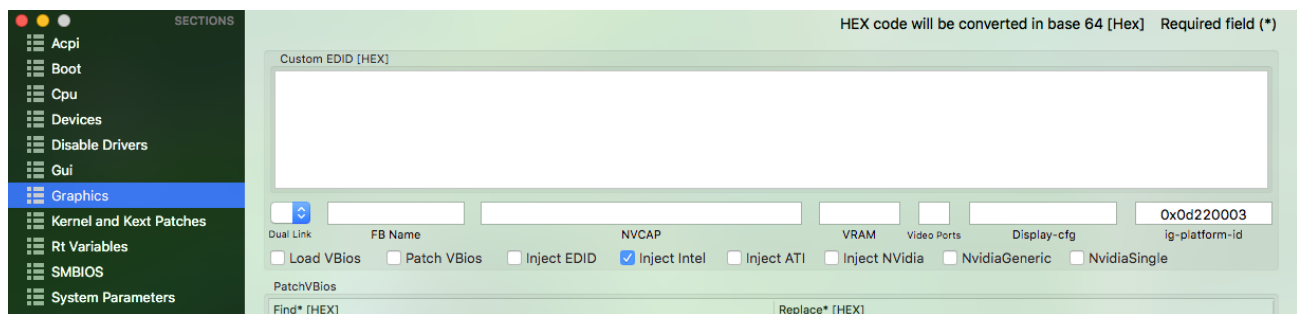 SECTIONS
Acpi
Boot
Cpu
Devices
Disable Drivers
Gui
Graphics
Kernel and Kext Patches
Rt Variables
SMBIOS
System Parameters
HEX code will be converted in base 64 [Hex] Required field (*)
Custom EDID [HEX]
0x0d220003
Dual Link FB Name NVCAP VRAM Video Ports Display-cfg ig-platform-id
Load VBios Patch VBios Inject EDID Inject Intel Inject ATI Inject NVidia NvidiaGeneric NvidiaSingle
PatchVBios
Find* [HEX] Replace* [HEX]